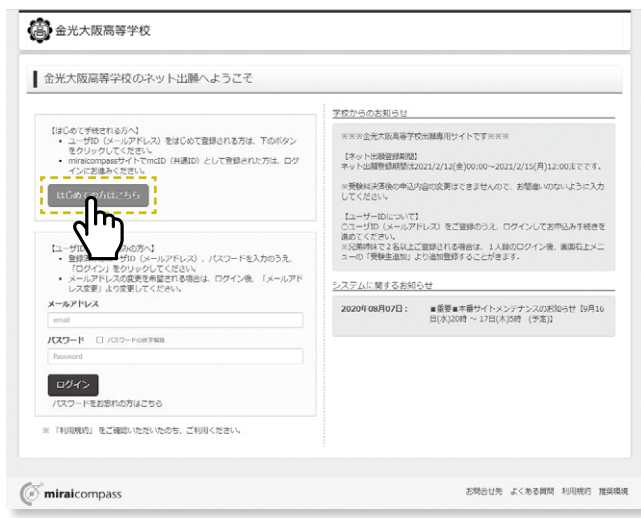 金光大阪高等学校
金光大阪高等学校のネット出願へようこそ
【はじめて手続される方へ】
• ユーザID（メールアドレス）をはじめて登録される方は、下のボタン
をクリックしてください。
• miraicompassサイトでmcID（共通ID）として登録された方は、ログ
インにお進みください。
はじめての方はこちら
【ユーザID みの方へ】
• 登録 ザID（メールアドレス）、パスワードを入力のうえ、
「ログイン」をクリックしてください。
• メールアドレスの変更を希望される場合は、ログイン後、「メールアド
レス変更」より変更してください。
メールアドレス
email
パスワード □ パスワードの伏字解除
Password
ログイン
パスワードをお忘れの方はこちら
※ 「利用規約」をご確認いただいたのち、ご利用ください。
学校からのお知らせ
※※※金光大阪高等学校出願専用サイトです※※※
【ネット出願登録期間】
ネット出願登録期間は2021/2/12(金)00:00～2021/2/15(月)12:00までです。
※受験料決済後の申込内容の変更はできませんので、お間違いのないように入力
してください。
【ユーザーIDについて】
○ユーザID（メールアドレス）をご登録のうえ、ログインしてお申込み手続きを
進めてください。
※兄弟姉妹で２名以上ご登録される場合は、１人目のログイン後、画面右上メニ
ューの「受験生追加」より追加登録することができます。
システムに関するお知らせ
2020年08月07日： ■重要■本番サイトメンテナンスのお知らせ【9月16
日(水)20時 ～ 17日(木)5時 (予定)】
miraicompass
お問合せ先 よくある質問 利用規約 推奨環境